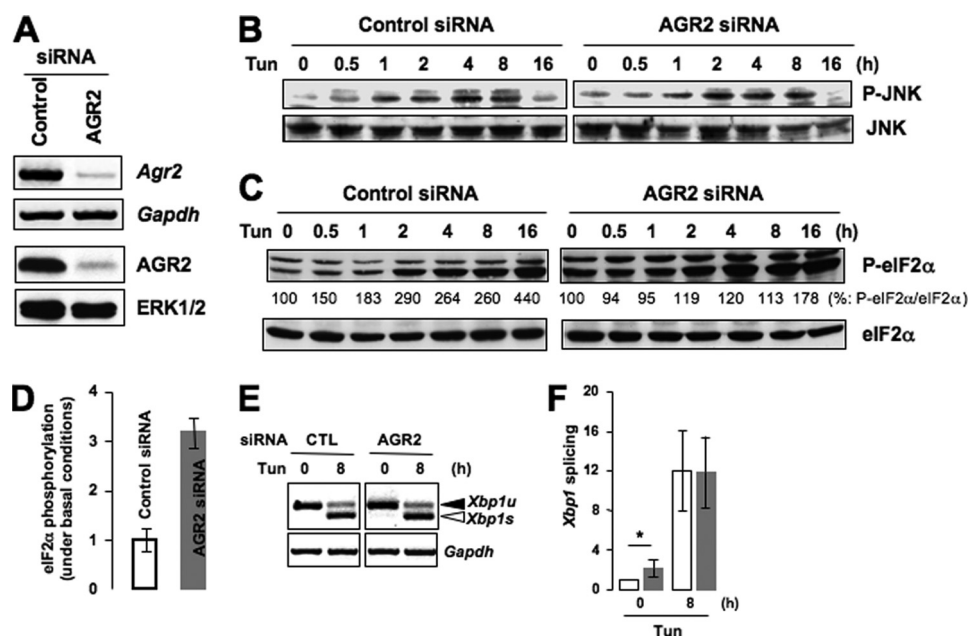 A
siRNA
Control
AGR2
Agr2
Gapdh
AGR2
ERK1/2
B
Control siRNA
AGR2 siRNA
Tun 0 0.5 1 2 4 8 16 0 0.5 1 2 4 8 16 (h)
P-JNK
JNK
C
Control siRNA
AGR2 siRNA
Tun 0 0.5 1 2 4 8 16 0 0.5 1 2 4 8 16 (h)
P-eIF2α
100 150 183 290 264 260 440 100 94 95 119 120 113 178 (%: P-eIF2α/eIF2α)
eIF2α
D
eIF2α phosphorylation
(under basal conditions)
4
3
2
1
0
Control siRNA
AGR2 siRNA
E
siRNA CTL AGR2
Tun 0 8 0 8 (h)
Xbp1u
Xbp1s
Gapdh
F
Xbp1 splicing
20
16
12
8
4
0
*
0 8 (h)
Tun